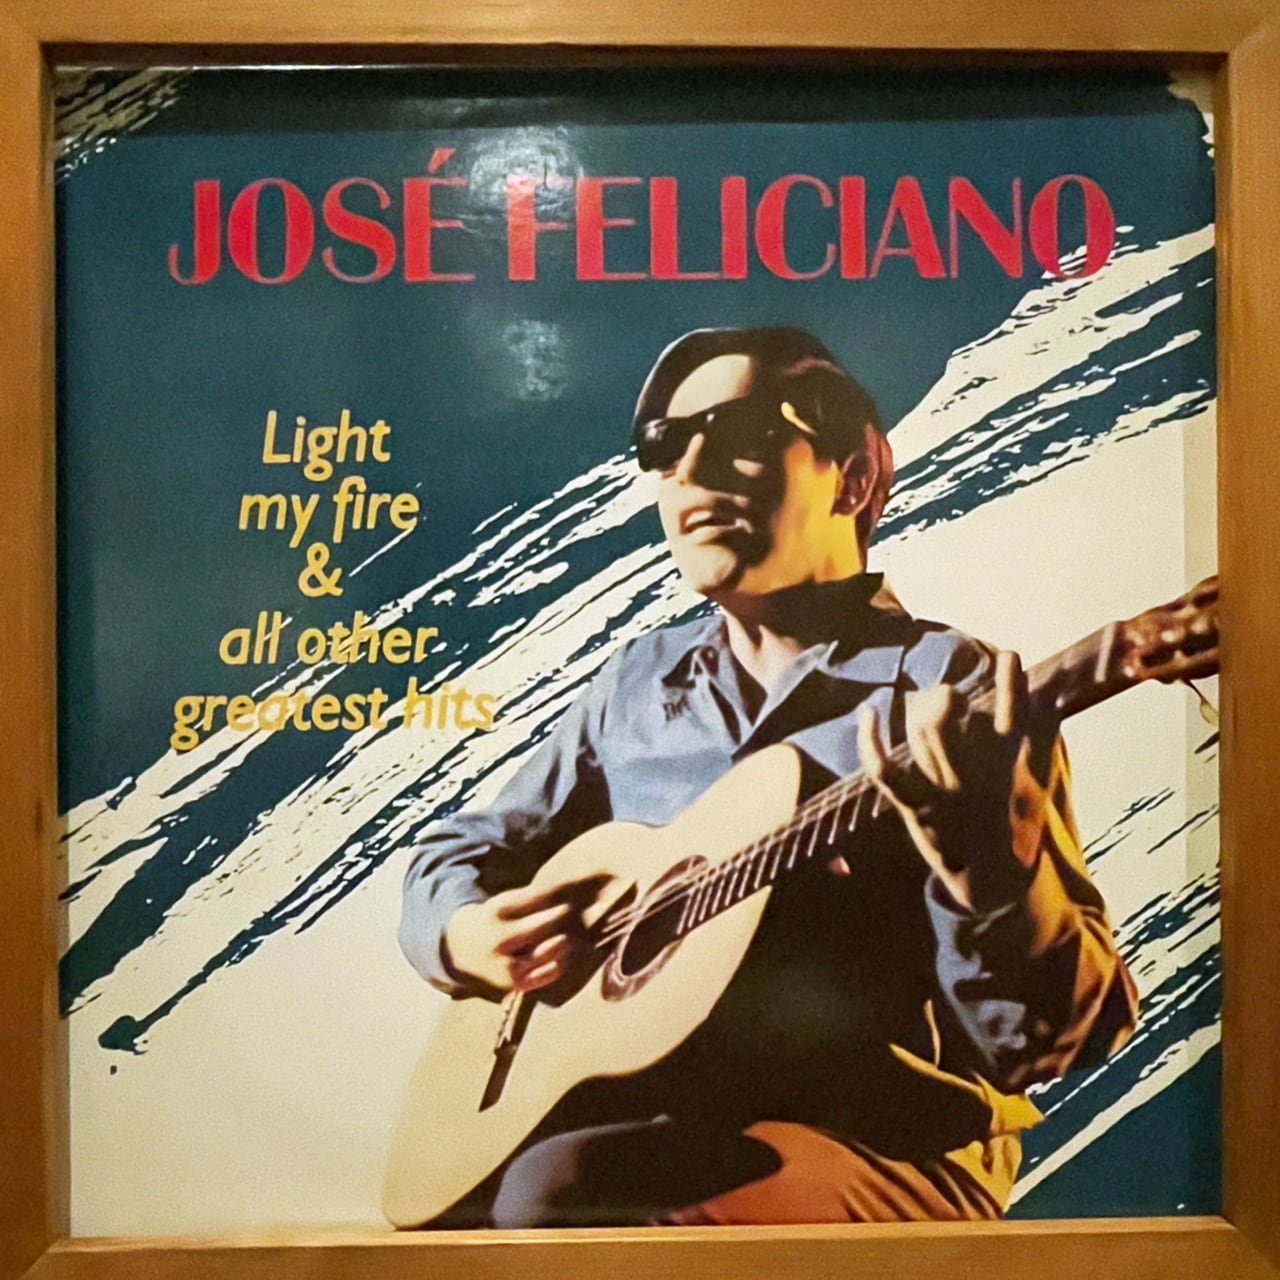 JOSÉ FELICIANO
Light
my fire
&
all other
greatest hits